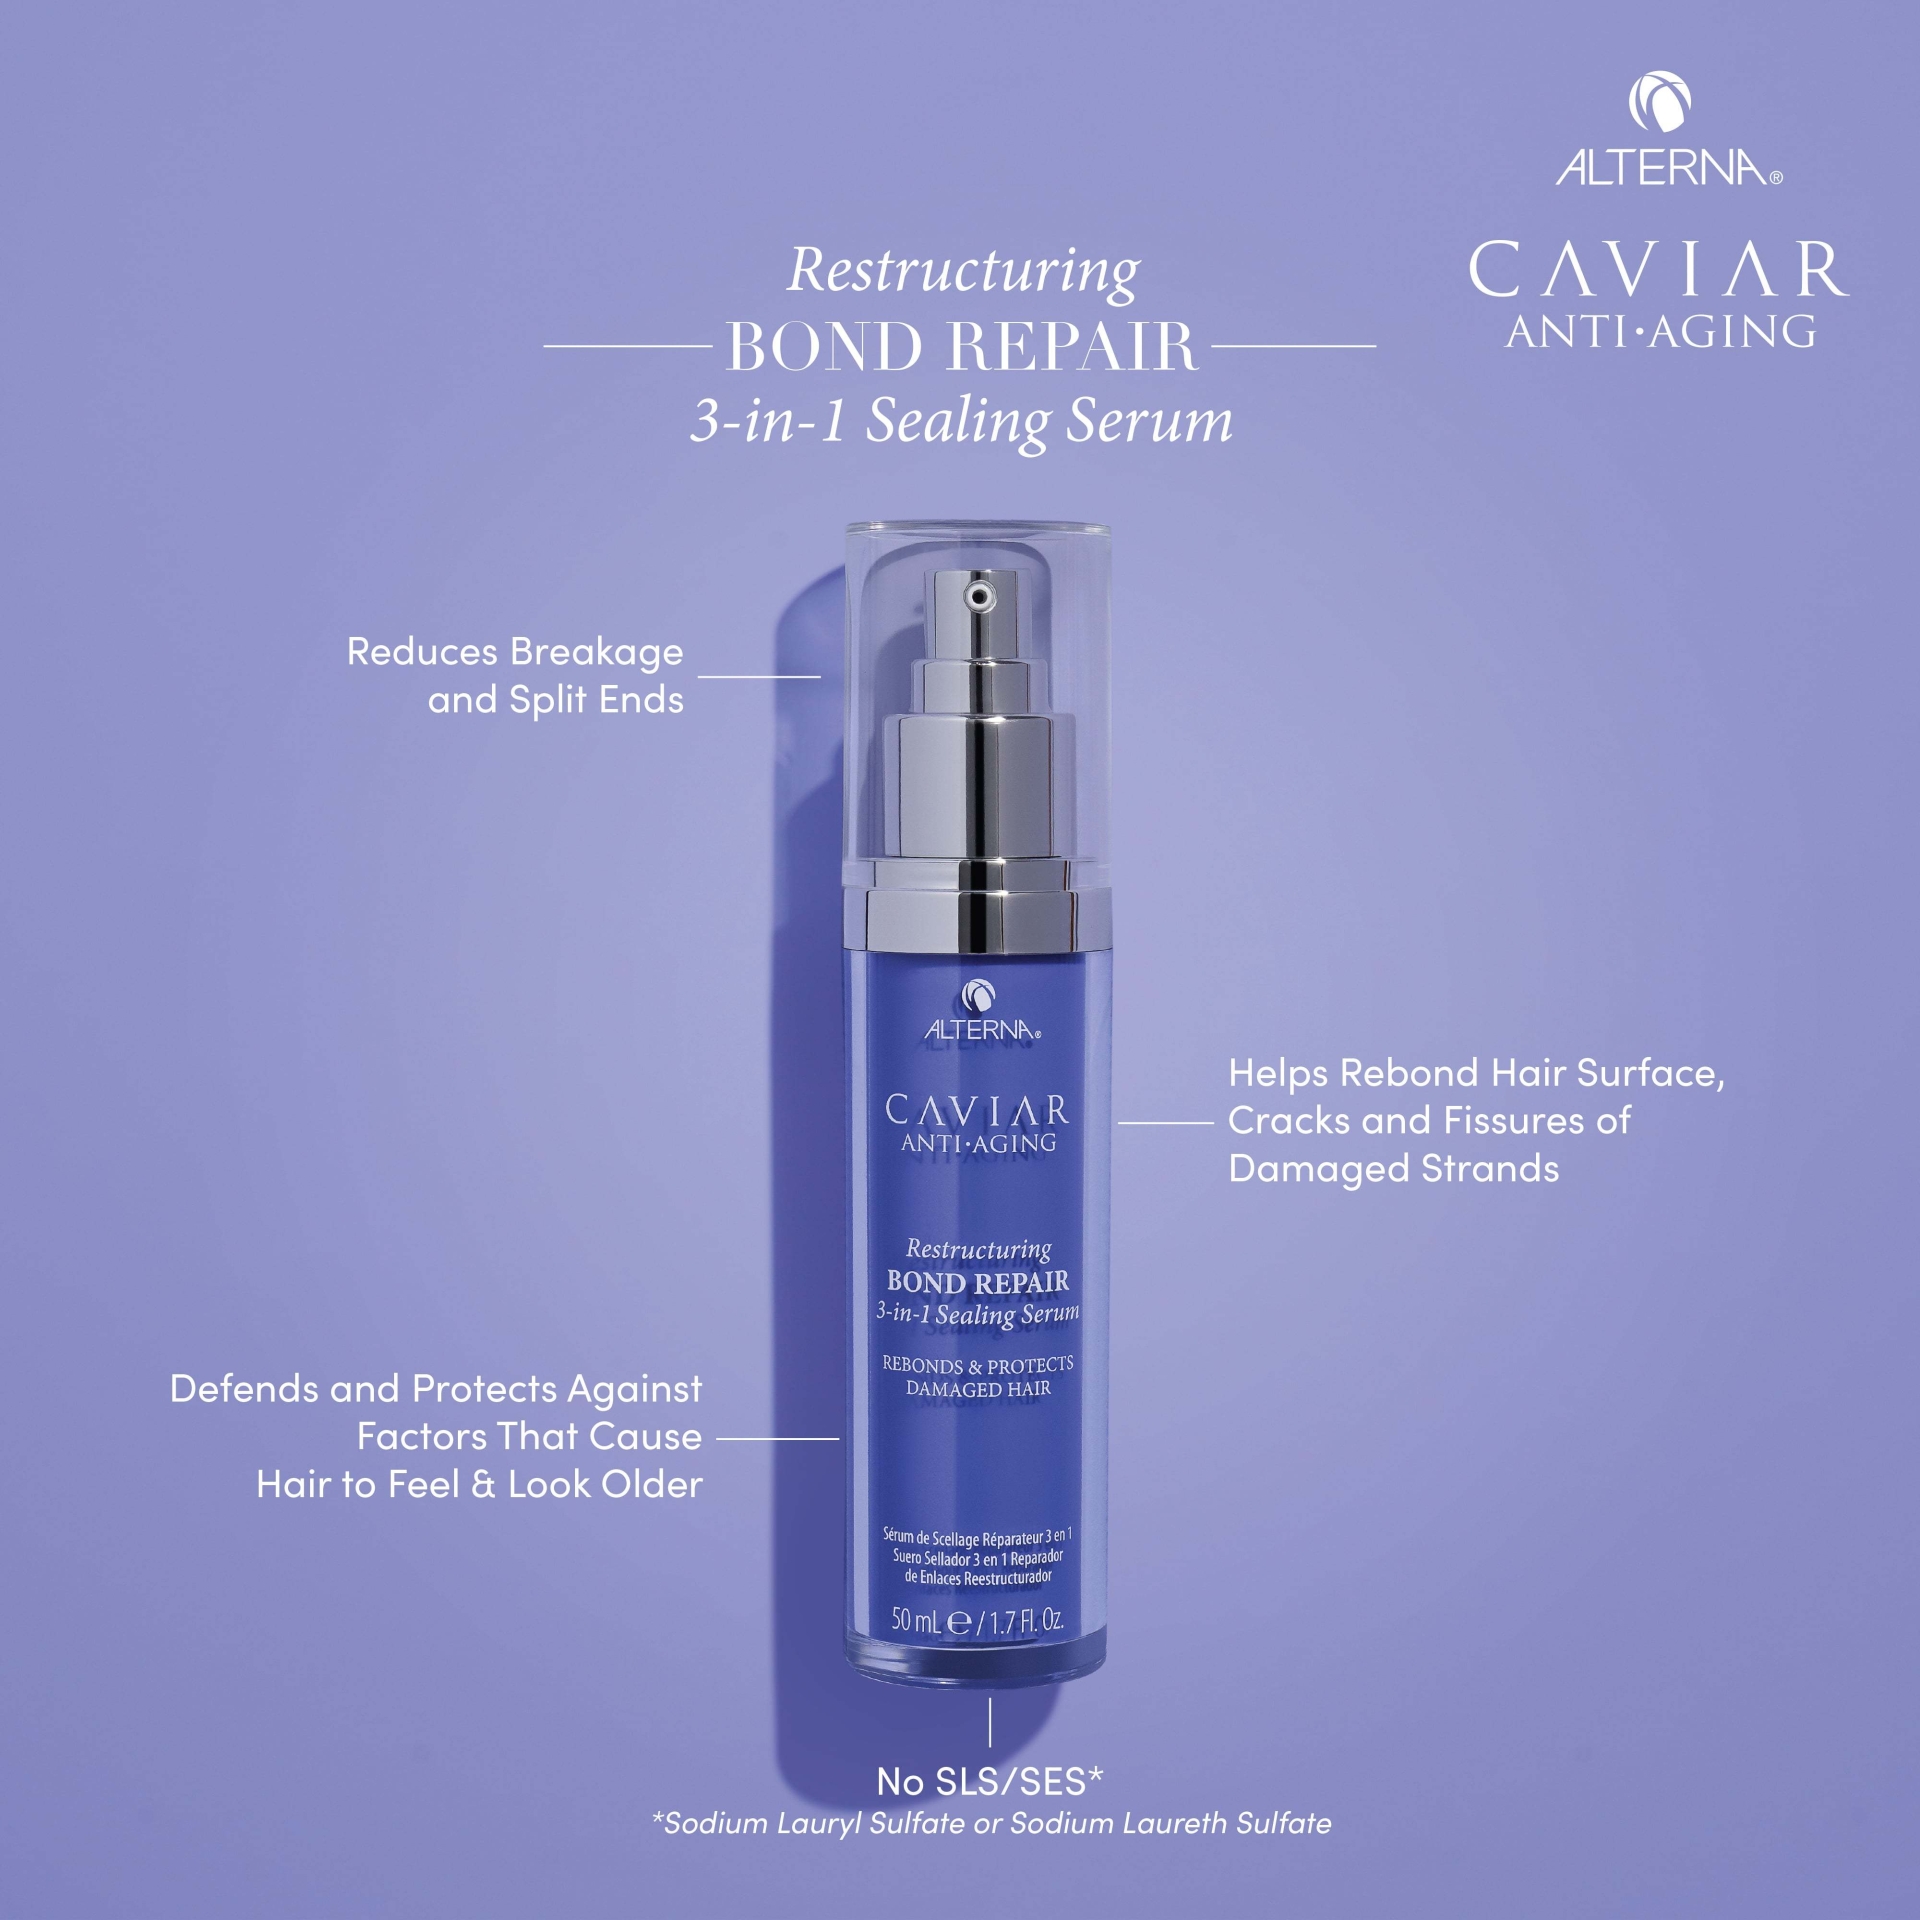 ALTERNA®
CAVIAR
ANTI•AGING
Restructuring
BOND REPAIR
3-in-1 Sealing Serum
Reduces Breakage
and Split Ends
ALTERNA®
CAVIAR
ANTI•AGING
Restructuring
BOND REPAIR
3-in-1 Sealing Serum
REBONDS & PROTECTS
DAMAGED HAIR
Sérum de Scellage Réparateur 3 en 1
Suero Sellador 3 en 1 Reparador
de Enlaces Reestructurador
50 mL ℮ / 1.7 Fl. Oz.
Helps Rebond Hair Surface,
Cracks and Fissures of
Damaged Strands
Defends and Protects Against
Factors That Cause
Hair to Feel & Look Older
No SLS/SES*
*Sodium Lauryl Sulfate or Sodium Laureth Sulfate